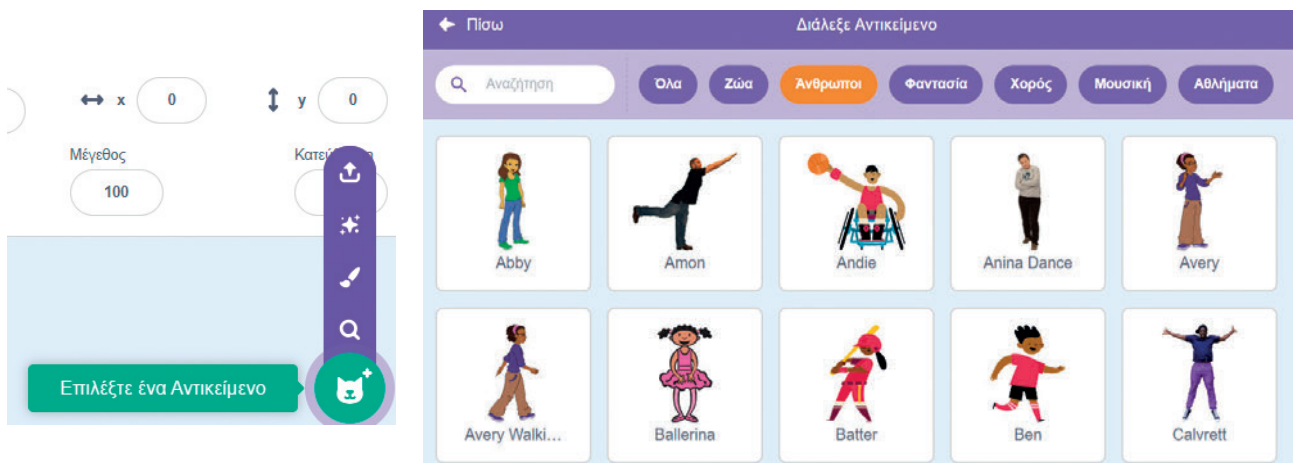 x 0 y 0
Μέγεθος
100
Επιλέξτε ένα Αντικείμενο
Πίσω
Διάλεξε Αντικείμενο
Αναζήτηση
Όλα Ζώα Άνθρωποι Φαντασία Χορός Μουσική Αθλήματα
Abby Amon Andie Anina Dance Avery
Avery Walki... Ballerina Batter Ben Calvrett